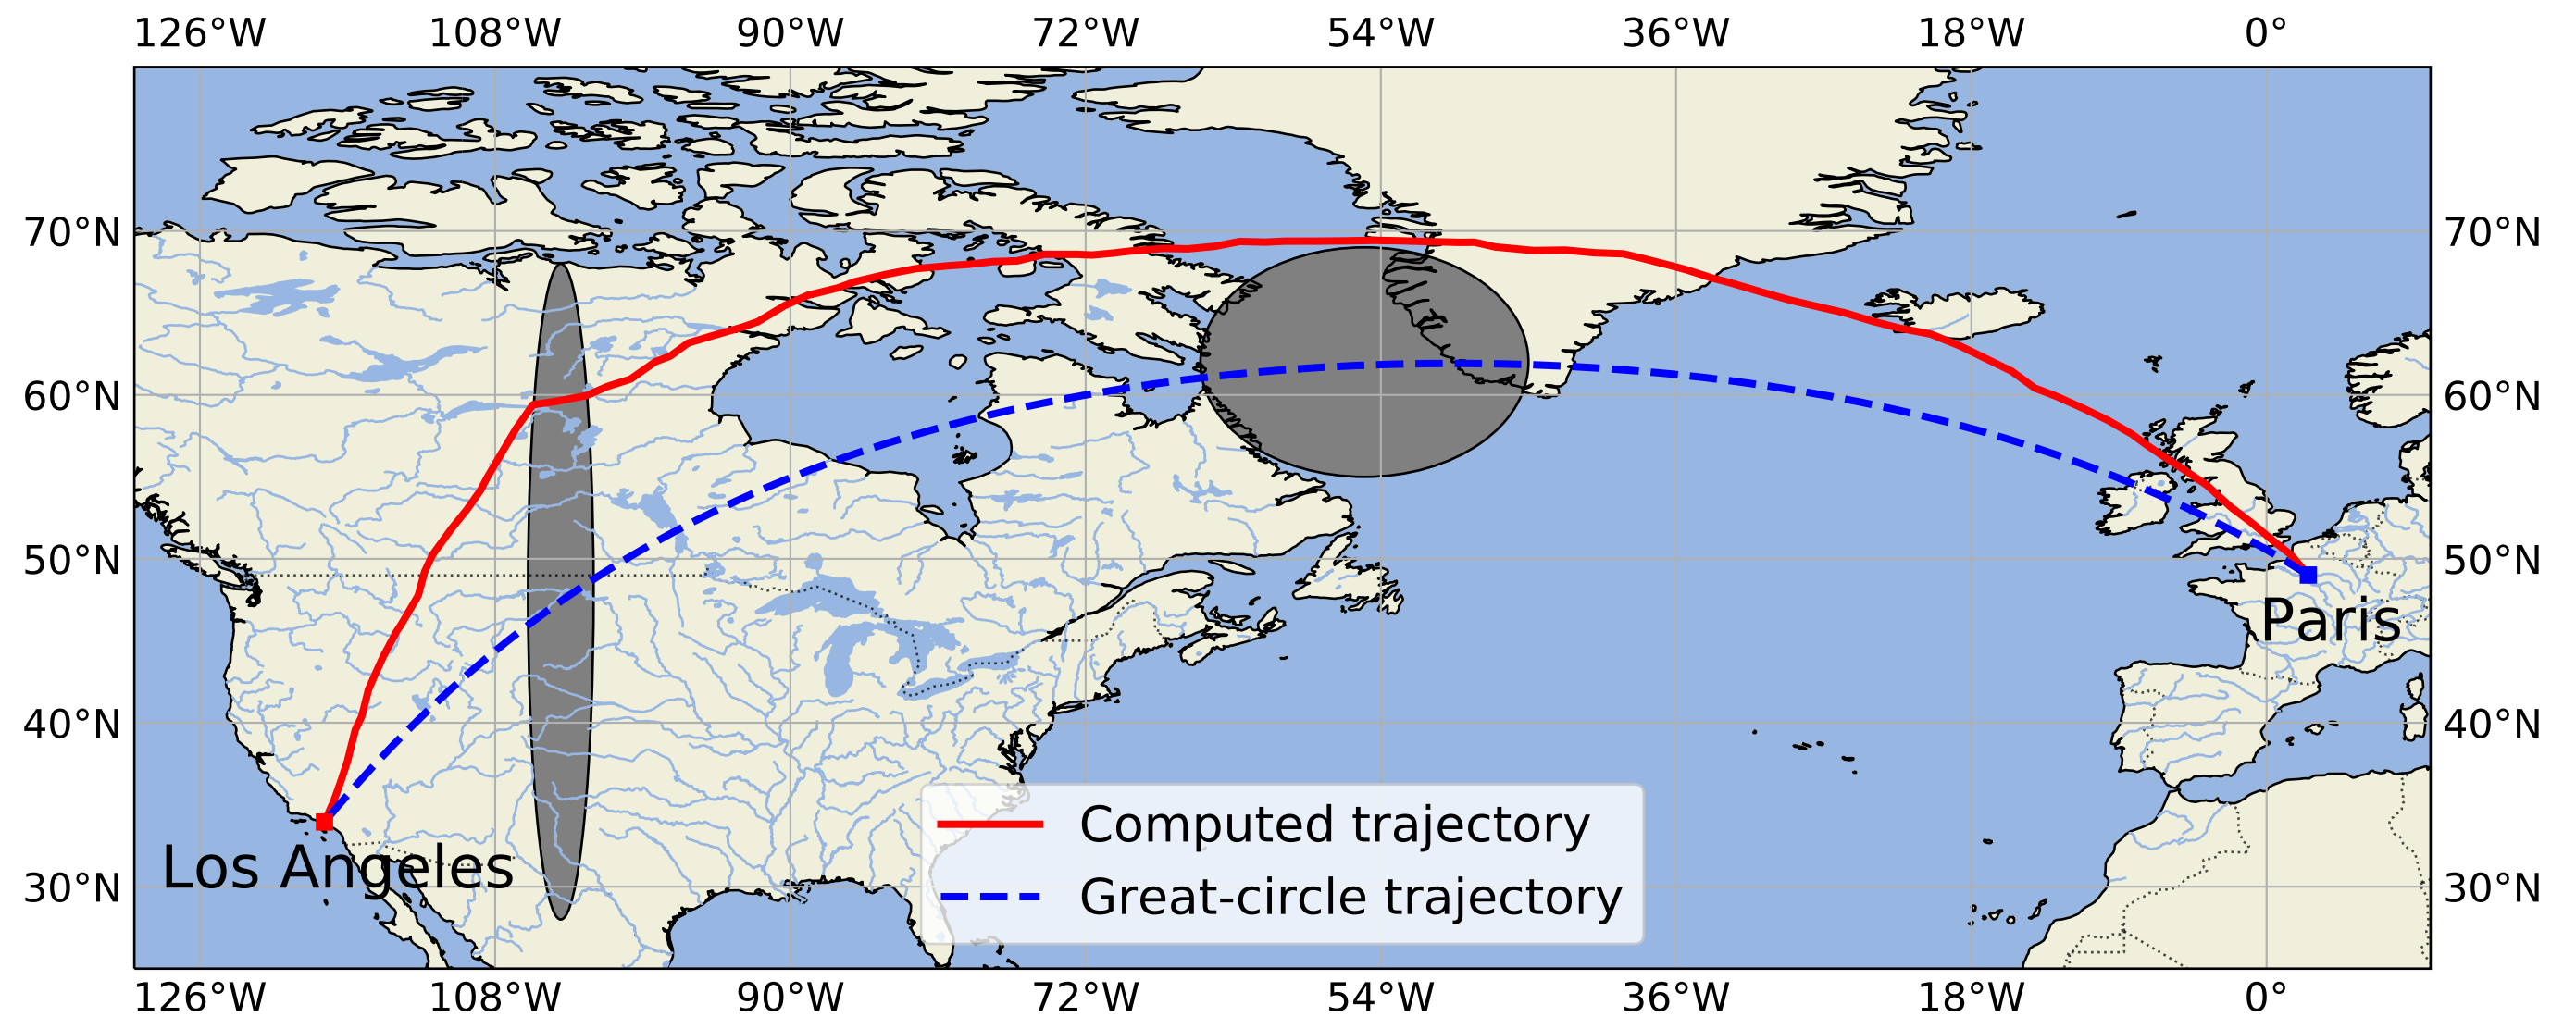 126°W 108°W 90°W 72°W 54°W 36°W 18°W 0°
70°N 70°N
60°N 60°N
50°N 50°N
Paris
40°N 40°N
Computed trajectory
Los Angeles
30°N 30°N
Great-circle trajectory
126°W 108°W 90°W 72°W 54°W 36°W 18°W 0°